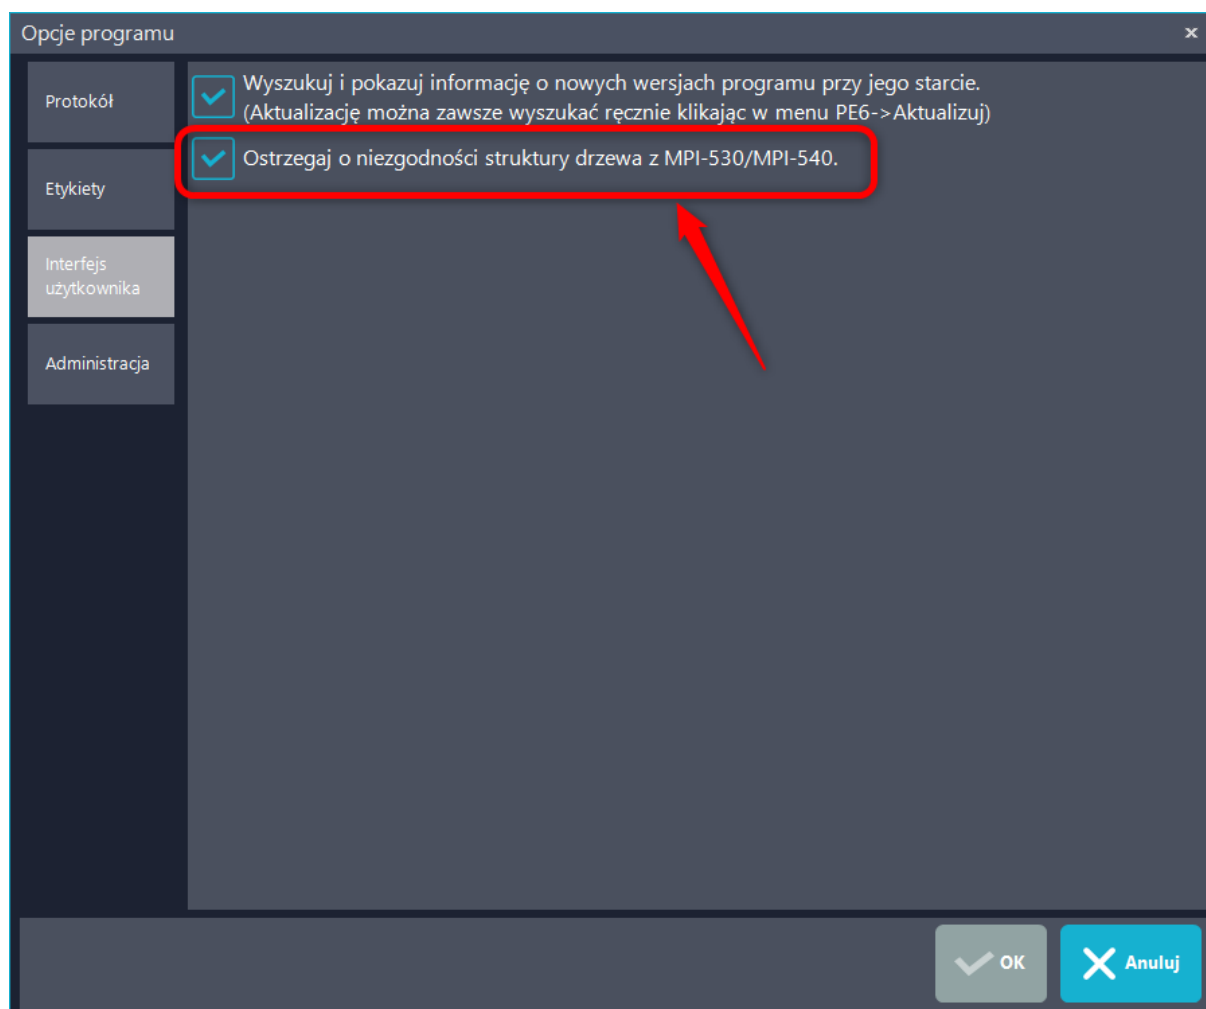 Opcje programu
Protokół
Etykiety
Interfejs
użytkownika
Administracja
Wyszukuj i pokazuj informację o nowych wersjach programu przy jego starcie.
(Aktualizację można zawsze wyszukać ręcznie klikając w menu PE6->Aktualizuj)
Ostrzegaj o niezgodności struktury drzewa z MPI-530/MPI-540.
OK
Anuluj